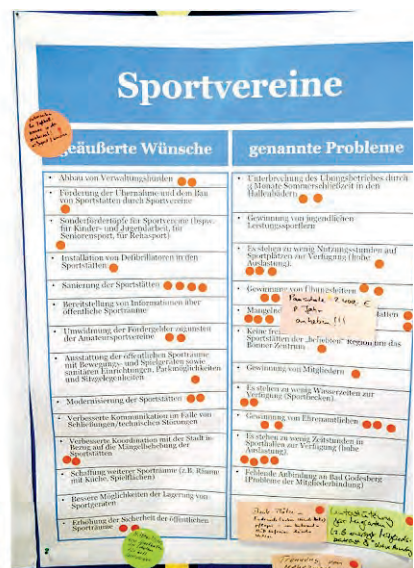 Sportvereine
geäußerte Wünsche
Abbau von Verwaltungshürden
Förderung der Übernahme und dem Bau
von Sportstätten durch Sportvereine
Sonderfördertöpfe für Sportvereine (bspw.
für Kinder- und Jugendarbeit, für
Seniorensport, für Rehasport)
Installation von Defibrillatoren in den
Sportstätten
Sanierung der Sportstätten
Bereitstellung von Informationen über
öffentliche Sporträume
Umwidmung der Fördergelder zugunsten
der Amateursportvereine
Ausstattung der öffentlichen Sporträume
mit Bewegungs- und Spielgeräten sowie
sanitären Einrichtungen, Parkmöglichkeiten
und Sitzgelegenheiten
Modernisierung der Sportstätten
Verbesserte Kommunikation im Falle von
Schließungen/technischen Störungen
Verbesserte Koordination mit der Stadt in
Bezug auf die Mängelbehebung der
Sportstätten
Schaffung weiterer Sporträume (z.B. Räume
mit Küche, Spielflächen)
Bessere Möglichkeiten der Lagerung von
Sportgeräten
Erhöhung der Sicherheit der öffentlichen
Sporträume
genannte Probleme
Unterbrechung des Übungsbetriebes durch
3 Monate Sommerschließzeit in den
Hallenbädern
Gewinnung von jugendlichen
Leistungssportlern
Es stehen zu wenig Nutzungsstunden auf
Sportplätzen zur Verfügung (hohe
Auslastung).
Gewinnung von Übungsleitern
Pauschale 2400 €
p. Jahr
anheben !!!
Keine frei
Sportstätten der „beliebten“ Region um das
Bonner Zentrum
Gewinnung von Mitgliedern
Es stehen zu wenig Wasserzeiten zur
Verfügung (Sportbecken).
Gewinnung von Ehrenamtlichen
Es stehen zu wenig Zeitstunden in
Sporthallen zur Verfügung (hohe
Auslastung).
Fehlende Anbindung an Bad Godesberg
(Probleme der Mitgliederbindung)